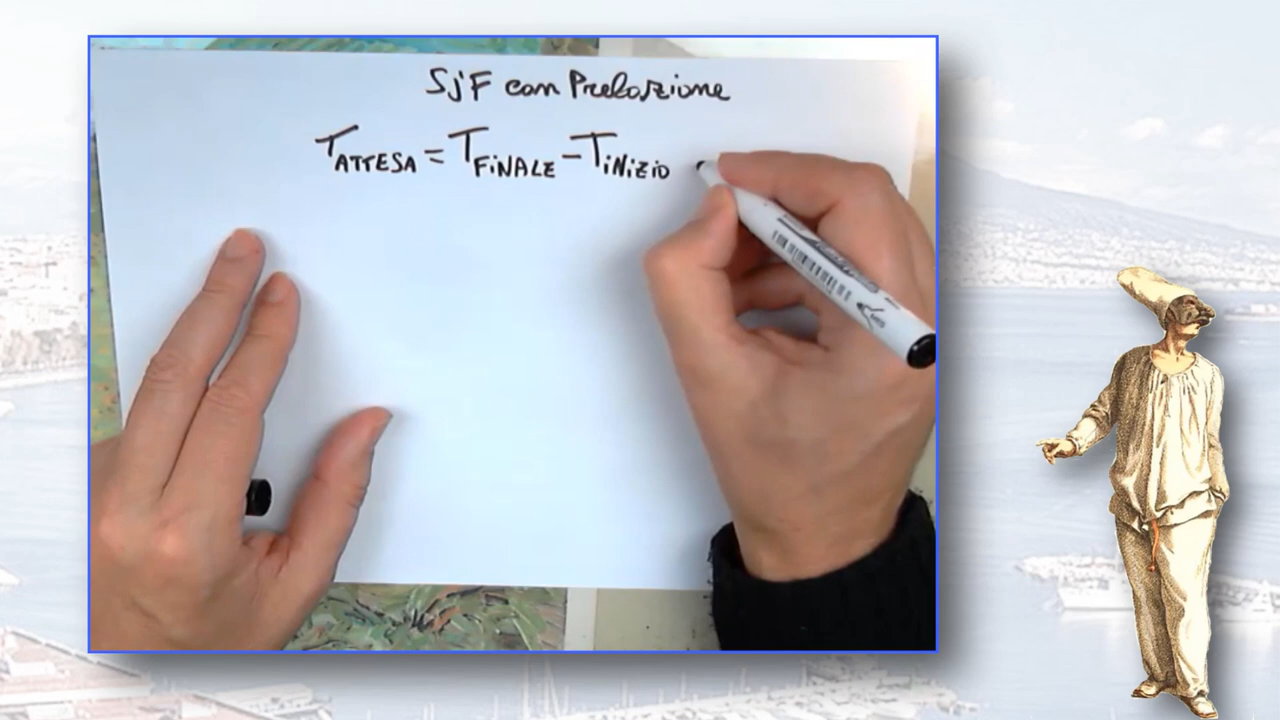 SjF con Prelazione
TATTESA = TFiNALE - TiNiZiO